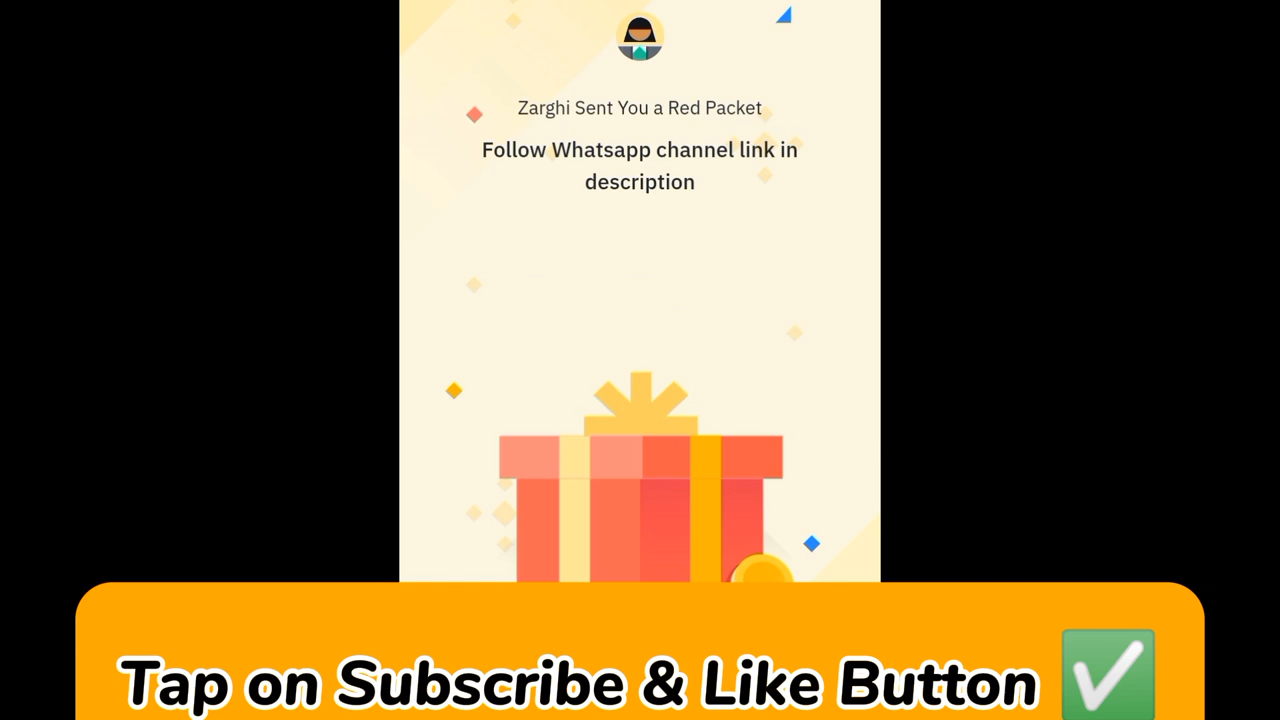 Zarghi Sent You a Red Packet
Follow Whatsapp channel link in
description
Tap on Subscribe & Like Button